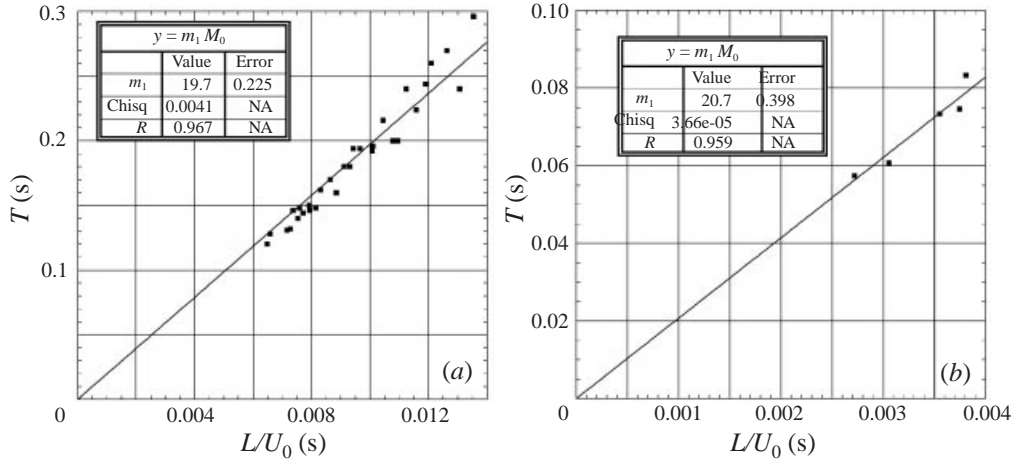 0.3
y = m1 M0
Value Error
m1 19.7 0.225
Chisq 0.0041 NA
R 0.967 NA
0.2
T (s)
0.1
(a)
0 0.004 0.008 0.012
L/U0 (s)
0.10
y = m1 M0
Value Error
m1 20.7 0.398
Chisq 3.66e-05 NA
R 0.959 NA
0.08
0.06
T (s)
0.04
0.02
(b)
0 0.001 0.002 0.003 0.004
L/U0 (s)